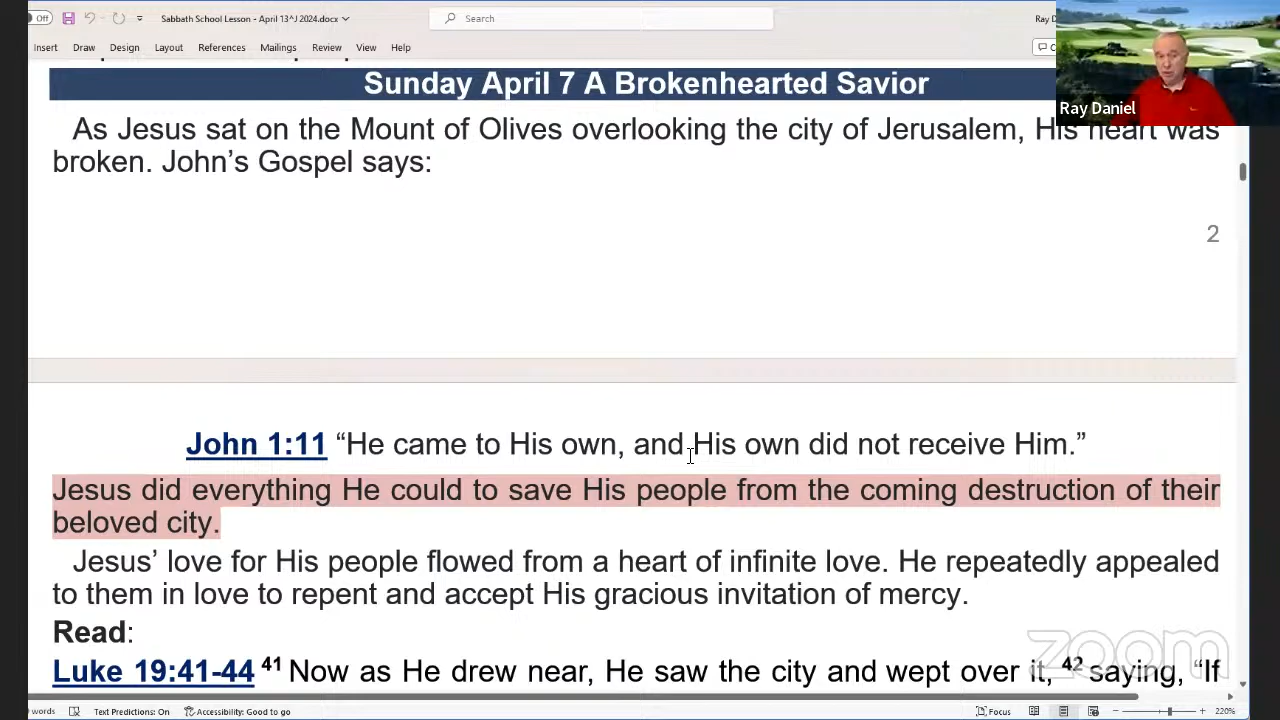 Off Sabbath School Lesson - April 13^J 2024.docx Search Ray D
Insert Draw Design Layout References Mailings Review View Help
Ray Daniel
Sunday April 7 A Brokenhearted Savior
As Jesus sat on the Mount of Olives overlooking the city of Jerusalem, His heart was
broken. John’s Gospel says:
2
John 1:11 “He came to His own, and His own did not receive Him.”
Jesus did everything He could to save His people from the coming destruction of their
beloved city.
Jesus’ love for His people flowed from a heart of infinite love. He repeatedly appealed
to them in love to repent and accept His gracious invitation of mercy.
Read:
Luke 19:41-44 41 Now as He drew near, He saw the city and wept over it, 42 saying, “If
zoom
words Text Predictions: On Accessibility: Good to go Focus 220%